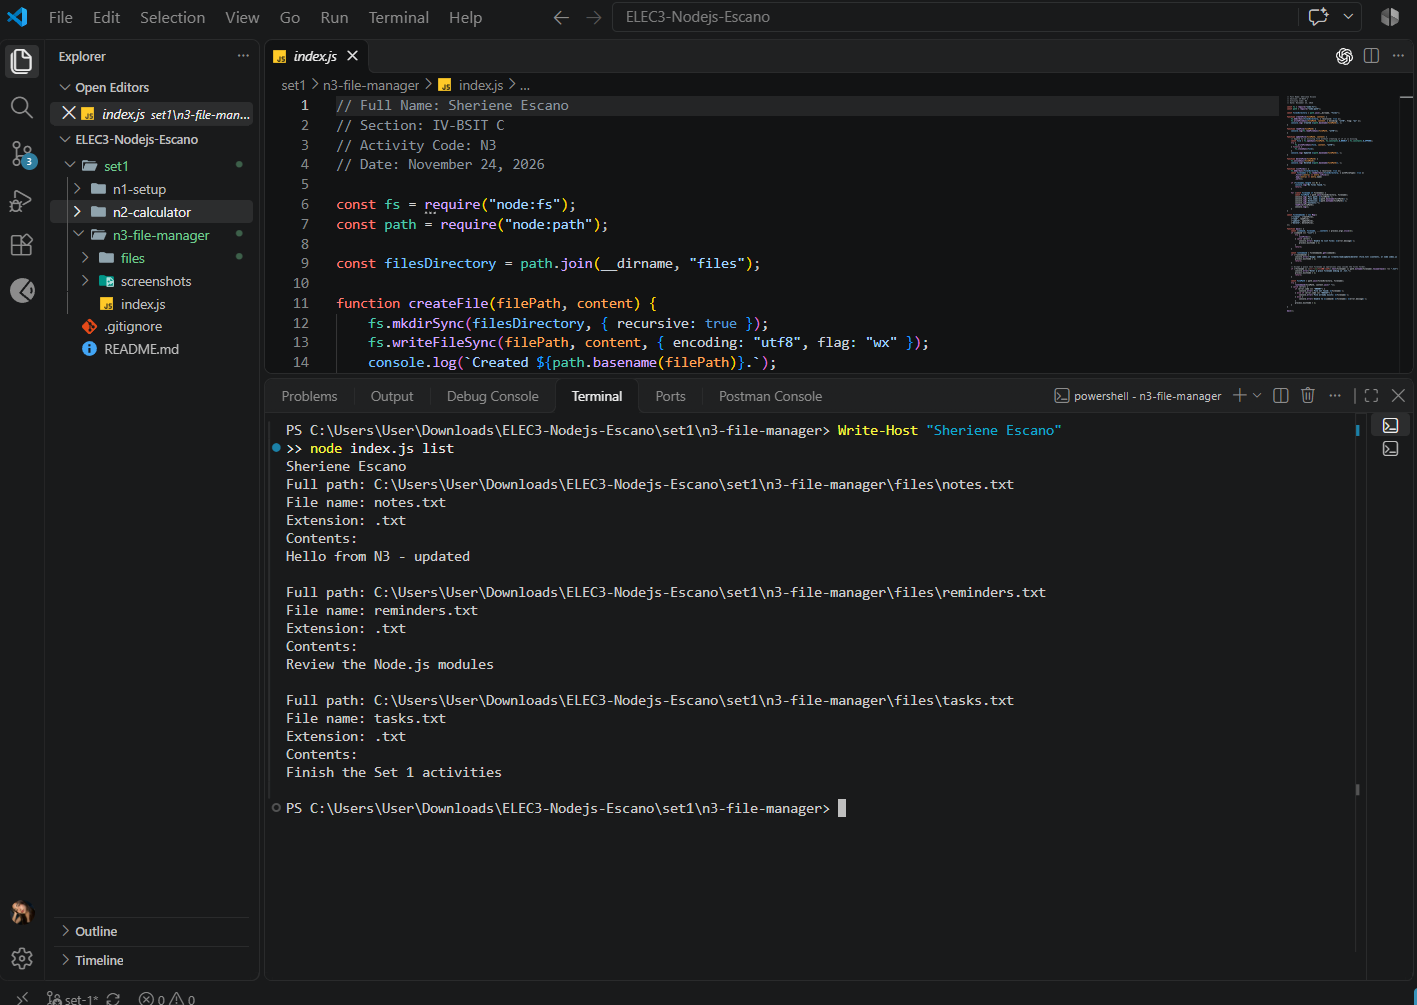 File Edit Selection View Go Run Terminal Help
ELEC3-Nodejs-Escano
Explorer
Open Editors
index.js set1\n3-file-man...
ELEC3-Nodejs-Escano
set1
n1-setup
n2-calculator
n3-file-manager
files
screenshots
index.js
.gitignore
README.md
Outline
Timeline
3
index.js
set1 > n3-file-manager > index.js > ...
1 // Full Name: Sheriene Escano
2 // Section: IV-BSIT C
3 // Activity Code: N3
4 // Date: November 24, 2026
5
6 const fs = require("node:fs");
7 const path = require("node:path");
8
9 const filesDirectory = path.join(__dirname, "files");
10
11 function createFile(filePath, content) {
12 fs.mkdirSync(filesDirectory, { recursive: true });
13 fs.writeFileSync(filePath, content, { encoding: "utf8", flag: "wx" });
14 console.log(`Created ${path.basename(filePath)}.`);
Problems Output Debug Console Terminal Ports Postman Console
powershell - n3-file-manager
PS C:\Users\User\Downloads\ELEC3-Nodejs-Escano\set1\n3-file-manager> Write-Host "Sheriene Escano"
>> node index.js list
Sheriene Escano
Full path: C:\Users\User\Downloads\ELEC3-Nodejs-Escano\set1\n3-file-manager\files\notes.txt
File name: notes.txt
Extension: .txt
Contents:
Hello from N3 - updated
Full path: C:\Users\User\Downloads\ELEC3-Nodejs-Escano\set1\n3-file-manager\files\reminders.txt
File name: reminders.txt
Extension: .txt
Contents:
Review the Node.js modules
Full path: C:\Users\User\Downloads\ELEC3-Nodejs-Escano\set1\n3-file-manager\files\tasks.txt
File name: tasks.txt
Extension: .txt
Contents:
Finish the Set 1 activities
PS C:\Users\User\Downloads\ELEC3-Nodejs-Escano\set1\n3-file-manager>
set-1* 0 0